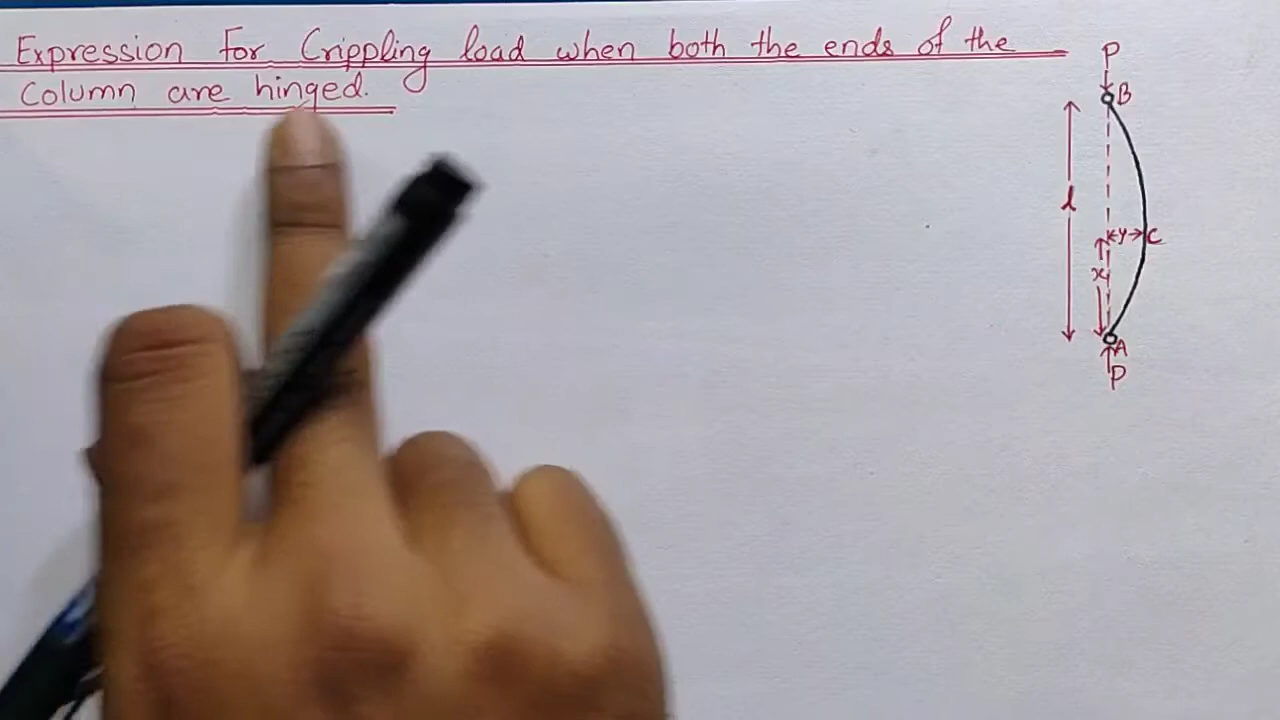 Expression for Crippling load when both the ends of the
Column are hinged.
P
B
l
y
C
x
A
P